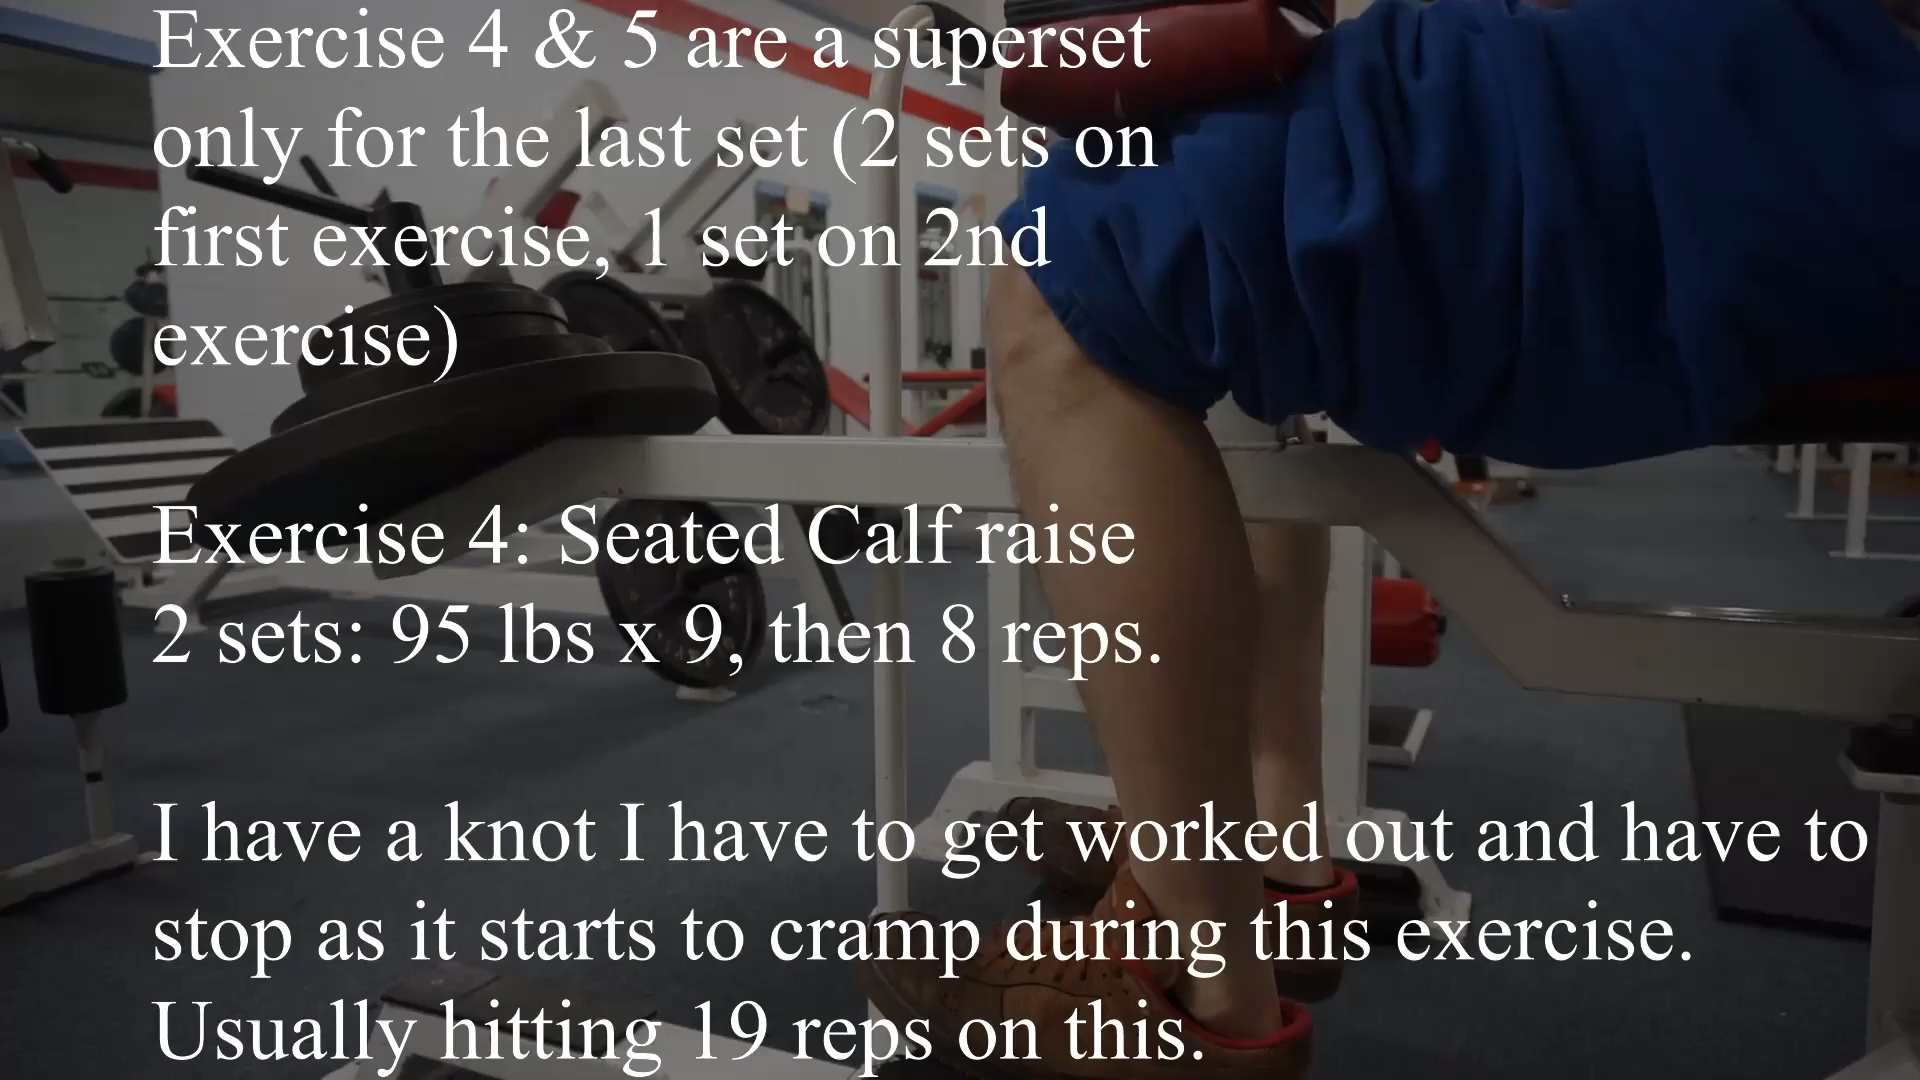 Exercise 4 & 5 are a superset
only for the last set (2 sets on
first exercise, 1 set on 2nd
exercise)
Exercise 4: Seated Calf raise
2 sets: 95 lbs x 9, then 8 reps.
I have a knot I have to get worked out and have to
stop as it starts to cramp during this exercise.
Usually hitting 19 reps on this.